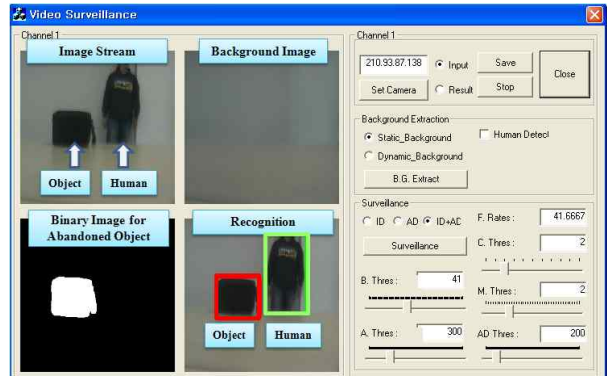 Video Surveillance
Channel 1
Image Stream
Background Image
Object
Human
Binary Image for
Abandoned Object
Recognition
Object
Human
Channel 1
210.93.87.138
Input
Save
Close
Set Camera
Result
Stop
Background Extraction
Static_Background
Human Detect
Dynamic_Background
B.G. Extract
Surveillance
ID
AD
ID+AD
F. Rates :
41.6667
Surveillance
C. Thres :
2
B. Thres :
41
M. Thres :
2
A. Thres :
300
AD Thres :
200